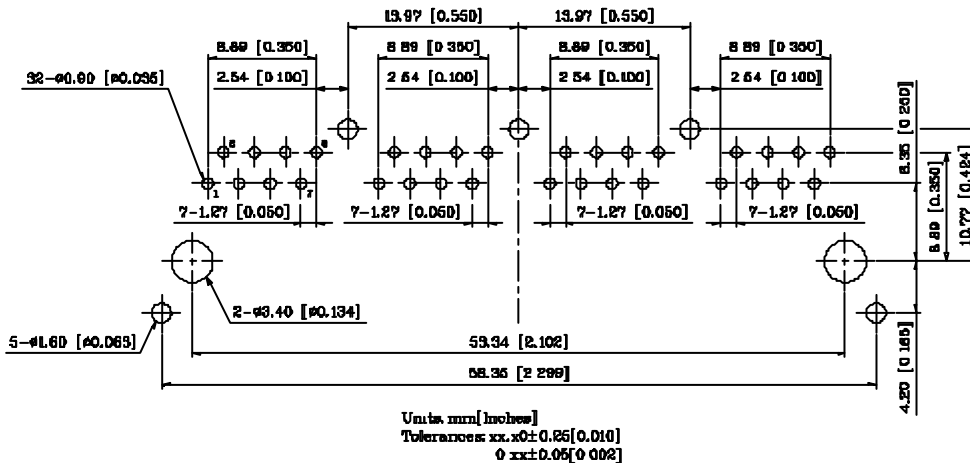 13.97 [0.550] 13.97 [0.550]
8.89 [0.350] 8.89 [0.350] 8.89 [0.350] 8.89 [0.350]
32-ø0.90 [ø0.035] 2.54 [0.100] 2.54 [0.100] 2.54 [0.100] 2.54 [0.100]
8
1 7
7-1.27 [0.050] 7-1.27 [0.050] 7-1.27 [0.050] 7-1.27 [0.050]
6.35 [0.250]
8.89 [0.350]
10.77 [0.424]
2-ø3.40 [ø0.134]
5-ø1.60 [ø0.063]
53.34 [2.102]
58.35 [2.299]
4.20 [0.165]
Units: mm[Inches]
Tolerances: xx.x0±0.25[0.010]
0.xx±0.05[0.002]